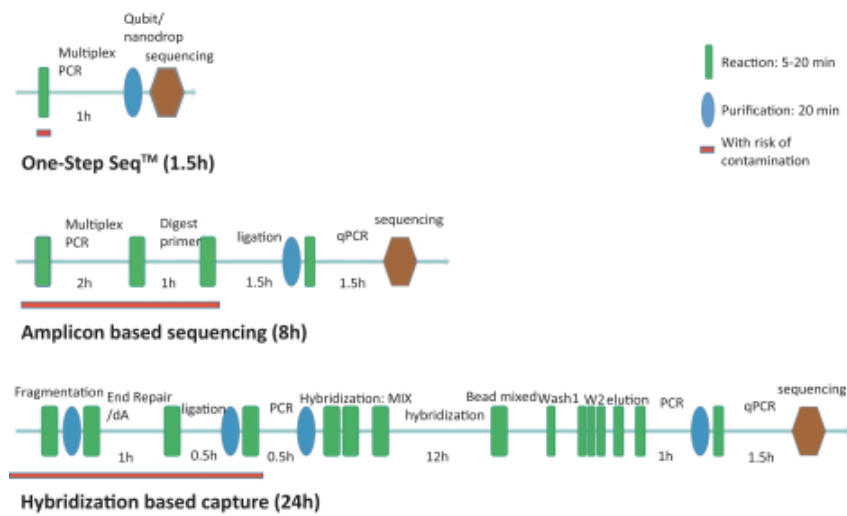 Qubit/
nanodrop
Multiplex
PCR
sequencing
1h
One-Step Seq™ (1.5h)
Reaction: 5-20 min
Purification: 20 min
With risk of
contamination
Multiplex
PCR
Digest
primer
ligation
qPCR
sequencing
2h
1h
1.5h
1.5h
Amplicon based sequencing (8h)
Fragmentation
End Repair
/dA
ligation
PCR
Hybridization: MIX
hybridization
Bead mixed
Wash1
W2
elution
PCR
qPCR
sequencing
1h
0.5h
0.5h
12h
1h
1.5h
Hybridization based capture (24h)